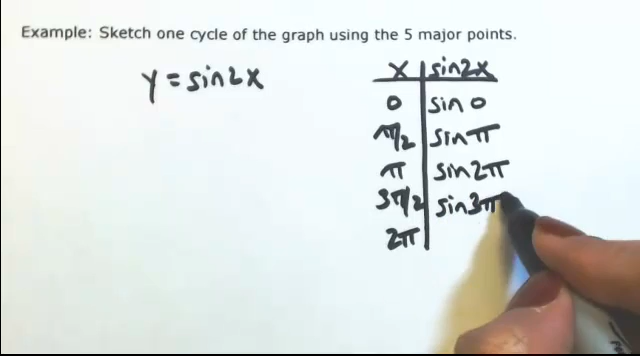 Example: Sketch one cycle of the graph using the 5 major points.
y = sin2x
x | sin2x
0 | sin 0
π/2 | sin π
π | sin2π
3π/2 | sin3π
2π |